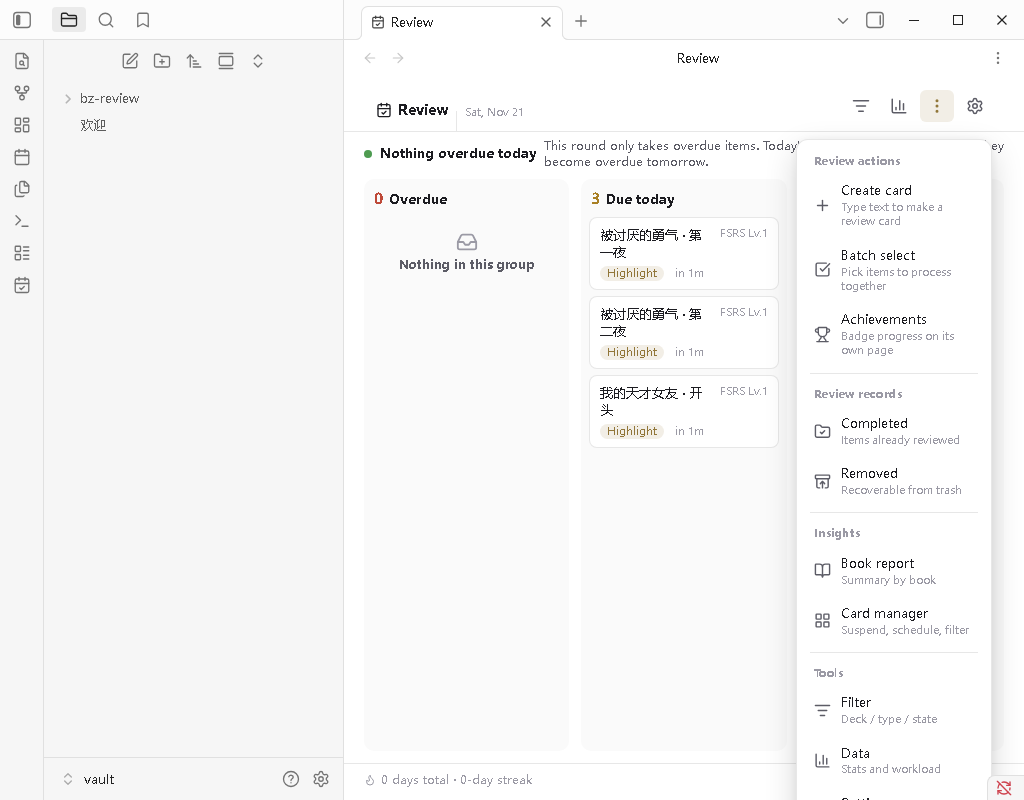 Review
Review
bz-review
欢迎
Review
Sat, Nov 21
Nothing overdue today
This round only takes overdue items. Today'
ey
become overdue tomorrow.
0 Overdue
Nothing in this group
3 Due today
被讨厌的勇气 · 第
一夜
FSRS Lv.1
Highlight
in 1m
被讨厌的勇气 · 第
二夜
FSRS Lv.1
Highlight
in 1m
我的天才女友 · 开
头
FSRS Lv.1
Highlight
in 1m
Review actions
Create card
Type text to make a
review card
Batch select
Pick items to process
together
Achievements
Badge progress on its
own page
Review records
Completed
Items already reviewed
Removed
Recoverable from trash
Insights
Book report
Summary by book
Card manager
Suspend, schedule, filter
Tools
Filter
Deck / type / state
Data
Stats and workload
vault
0 days total · 0-day streak